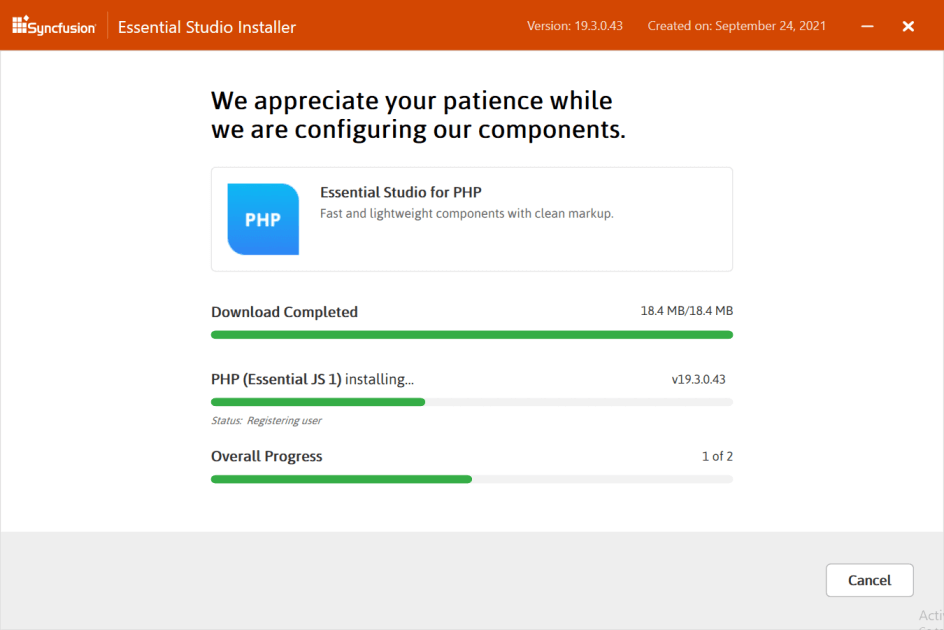 Syncfusion Essential Studio Installer Version: 19.3.0.43 Created on: September 24, 2021
We appreciate your patience while
we are configuring our components.
PHP
Essential Studio for PHP
Fast and lightweight components with clean markup.
Download Completed 18.4 MB/18.4 MB
PHP (Essential JS 1) installing... v19.3.0.43
Status: Registering user
Overall Progress 1 of 2
Cancel